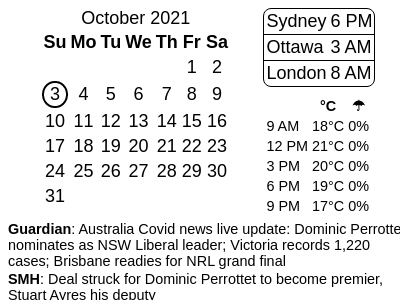 October 2021
Su Mo Tu We Th Fr Sa
1 2
3 4 5 6 7 8 9
10 11 12 13 14 15 16
17 18 19 20 21 22 23
24 25 26 27 28 29 30
31
Sydney 6 PM
Ottawa 3 AM
London 8 AM
°C ☂
9 AM 18°C 0%
12 PM 21°C 0%
3 PM 20°C 0%
6 PM 19°C 0%
9 PM 17°C 0%
Guardian: Australia Covid news live update: Dominic Perrotte
nominates as NSW Liberal leader; Victoria records 1,220
cases; Brisbane readies for NRL grand final
SMH: Deal struck for Dominic Perrottet to become premier,
Stuart Ayres his deputy